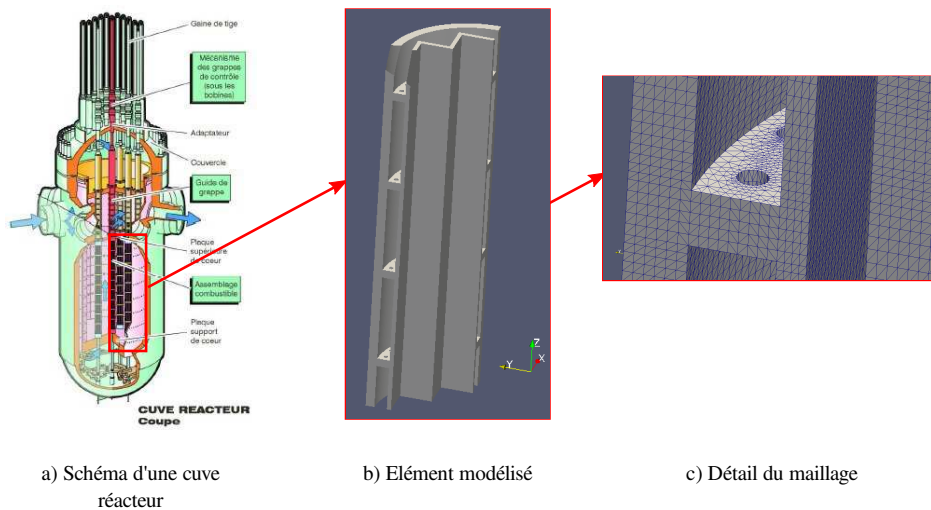 Gaine de tige
Mécanisme
des grappes
de contrôle
(sous les
bobines)
Adaptateur
Couvercle
Guide de
grappe
Plaque
supérieure
de coeur
Assemblage
combustible
Plaque
support
de coeur
CUVE REACTEUR
Coupe
Z
Y
X
a) Schéma d'une cuve
réacteur
b) Elément modélisé
c) Détail du maillage